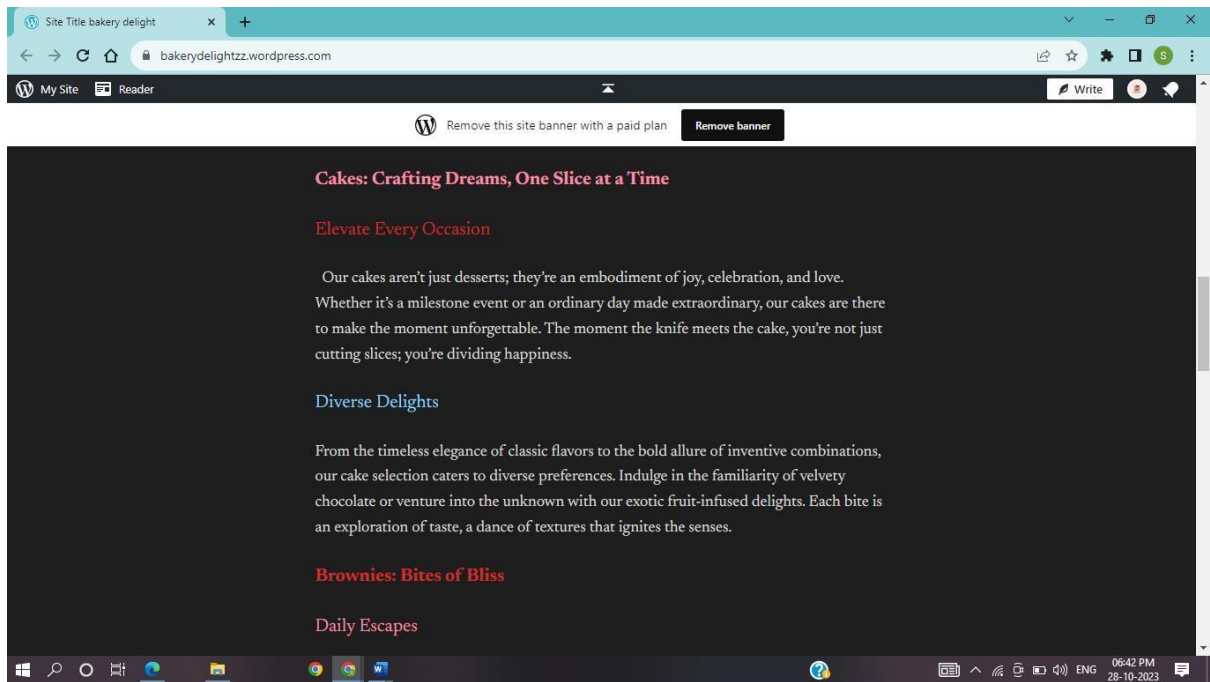 Site Title bakery delight
bakerydelightzz.wordpress.com
S
My Site Reader Write
Remove this site banner with a paid plan Remove banner
Cakes: Crafting Dreams, One Slice at a Time
Elevate Every Occasion
Our cakes aren't just desserts; they're an embodiment of joy, celebration, and love.
Whether it's a milestone event or an ordinary day made extraordinary, our cakes are there
to make the moment unforgettable. The moment the knife meets the cake, you're not just
cutting slices; you're dividing happiness.
Diverse Delights
From the timeless elegance of classic flavors to the bold allure of inventive combinations,
our cake selection caters to diverse preferences. Indulge in the familiarity of velvety
chocolate or venture into the unknown with our exotic fruit-infused delights. Each bite is
an exploration of taste, a dance of textures that ignites the senses.
Brownies: Bites of Bliss
Daily Escapes
ENG 06:42 PM
28-10-2023